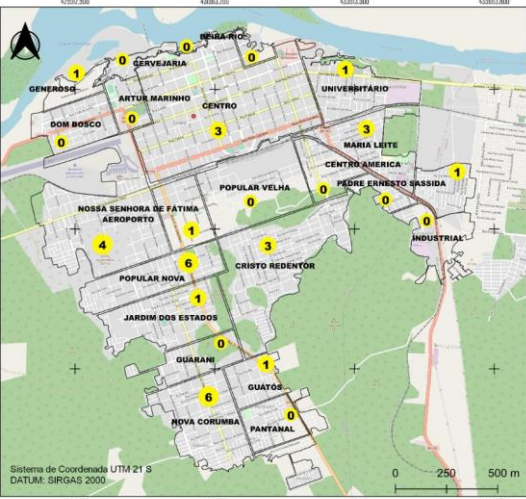 BEIRA RIO
0
0
0
CERVEJARIA
1
1
GENEROSO
UNIVERSITÁRIO
ARTUR MARINHO
CENTRO
0
DOM BOSCO
3
3
0
MARIA LEITE
CENTRO AMERICA
1
POPULAR VELHA
PADRE ERNESTO SASSIDA
0
0
0
NOSSA SENHORA DE FÁTIMA
AEROPORTO
0
1
INDUSTRIAL
4
3
6
CRISTO REDENTOR
POPULAR NOVA
1
JARDIM DOS ESTADOS
0
GUARANI
1
GUATÓS
6
0
NOVA CORUMBA
PANTANAL
Sistema de Coordenada UTM 21 S
DATUM: SIRGAS 2000
0 250 500 m